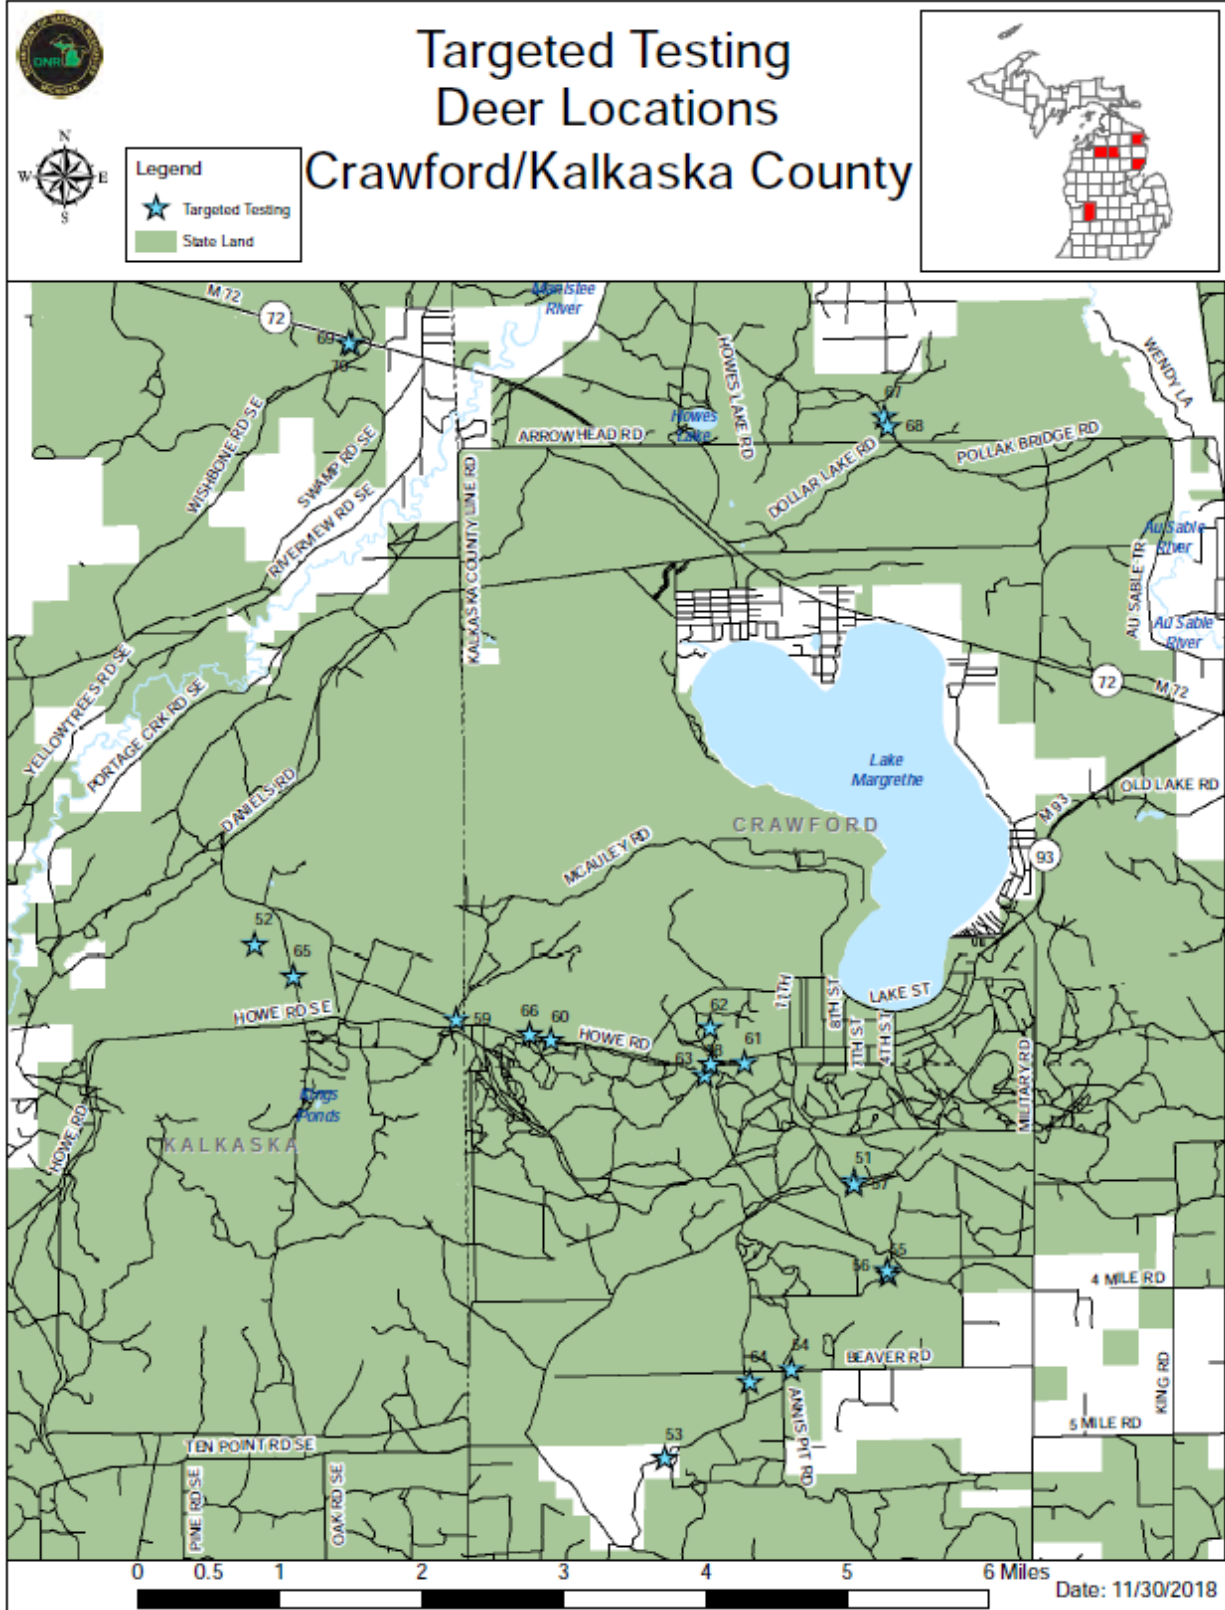 Targeted Testing
Deer Locations
Crawford/Kalkaska County
DNR
MICHIGAN
N
W E
S
Legend
Targeted Testing
State Land
M 72
72
Manistee
River
69
70
WISHBONE RD SE
SWAMP RD SE
RIVERVIEW RD SE
KALKASKA COUNTY LINE RD
ARROWHEAD RD
Howes
Lake
HOWES LAKE RD
67
68
DOLLAR LAKE RD
POLLAK BRIDGE RD
WENDY LA
Au Sable
River
AU SABLE TR
Au Sable
River
YELLOWTREES RD SE
PORTAGE CRK RD SE
DANIELS RD
72
M 72
Lake
Margrethe
OLD LAKE RD
M 93
93
CRAWFORD
MCAULEY RD
52
65
HOWE RD SE
59
66
60
HOWE RD
62
63
61
11TH
8TH ST
LAKE ST
7TH ST
4TH ST
MILITARY RD
Kings
Ponds
HOWE RD
KALKASKA
51
57
55
56
4 MILE RD
64
54
BEAVER RD
ANNIS PIT RD
KING RD
5 MILE RD
53
TEN POINT RD SE
PINE RD SE
OAK RD SE
0 0.5 1 2 3 4 5 6 Miles
Date: 11/30/2018